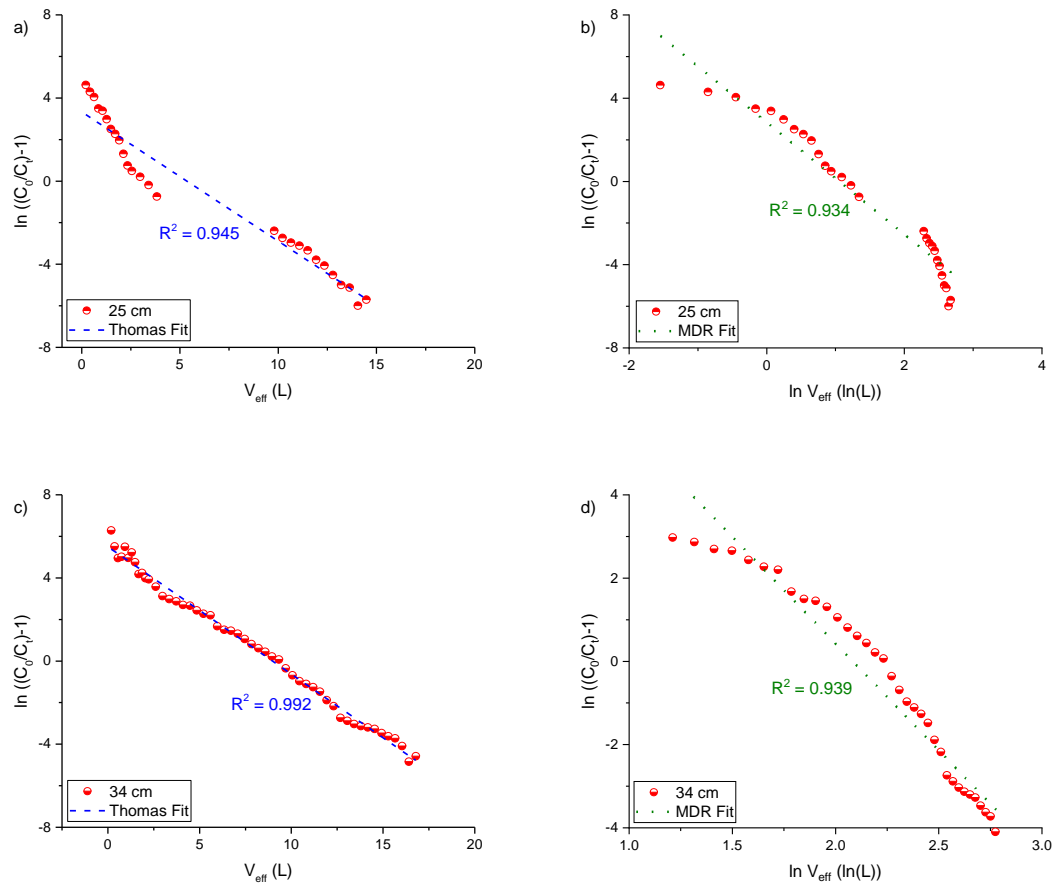 a)
8
4
0
-4
-8
ln ((C₀/Cₜ)-1)
R² = 0.945
25 cm
Thomas Fit
0 5 10 15 20
V_eff (L)
b)
8
4
0
-4
-8
ln ((C₀/Cₜ)-1)
R² = 0.934
25 cm
MDR Fit
-2 0 2 4
ln V_eff (ln(L))
c)
8
4
0
-4
-8
ln ((C₀/Cₜ)-1)
R² = 0.992
34 cm
Thomas Fit
0 5 10 15 20
V_eff (L)
d)
4
2
0
-2
-4
ln ((C₀/Cₜ)-1)
R² = 0.939
34 cm
MDR Fit
1.0 1.5 2.0 2.5 3.0
ln V_eff (ln(L))